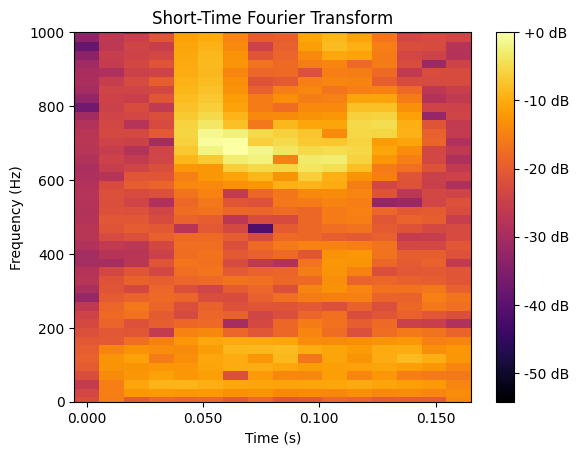 Short-Time Fourier Transform
Frequency (Hz)
1000
800
600
400
200
0
0.000
0.050
0.100
0.150
Time (s)
+0 dB
-10 dB
-20 dB
-30 dB
-40 dB
-50 dB